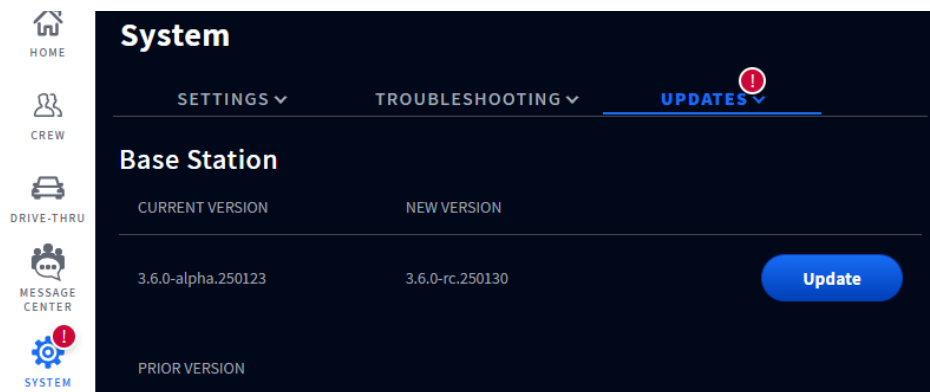 HOME
CREW
DRIVE-THRU
MESSAGE
CENTER
!
SYSTEM
System
SETTINGS
TROUBLESHOOTING
UPDATES
!
Base Station
CURRENT VERSION
NEW VERSION
3.6.0-alpha.250123
3.6.0-rc.250130
Update
PRIOR VERSION